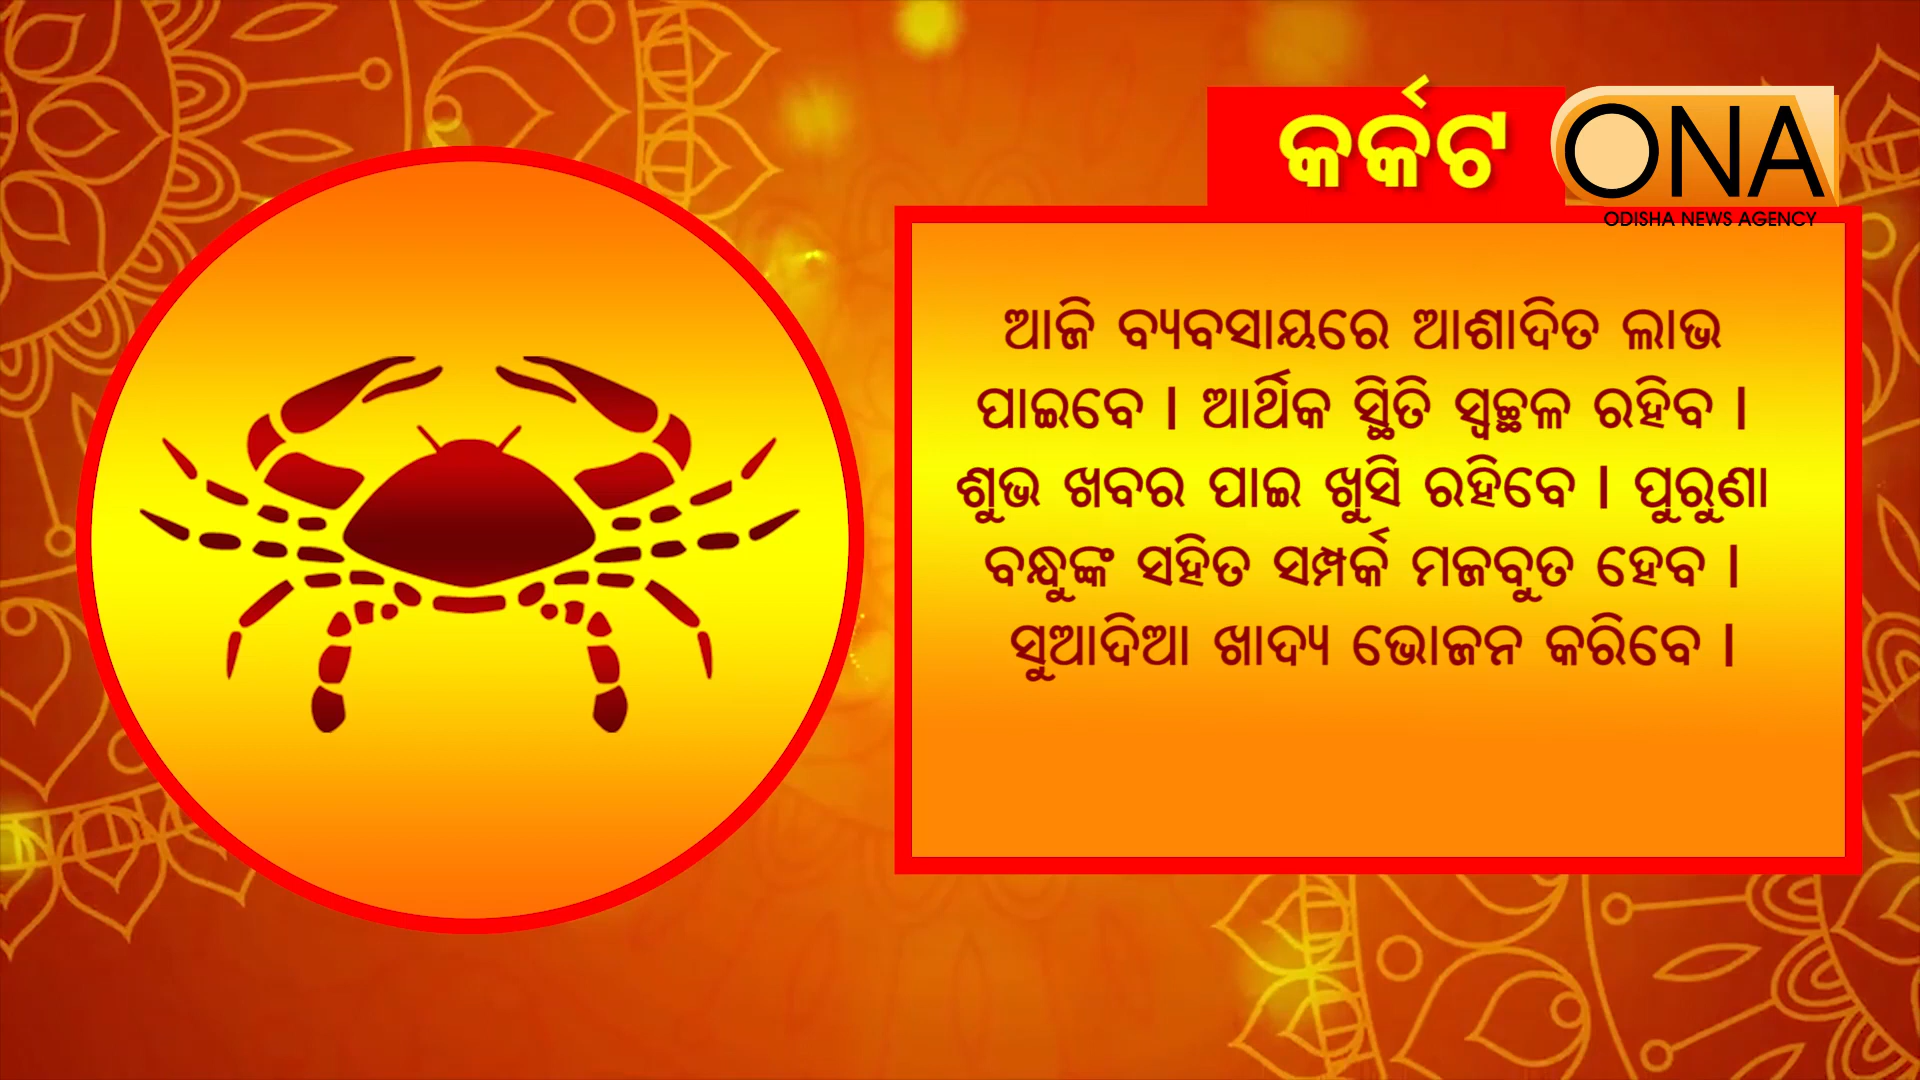 କର୍କଟ
ONA
ODISHA NEWS AGENCY
ଆଜି ବ୍ୟବସାୟରେ ଆଶାଦିତ ଲାଭ
ପାଇବେ । ଆର୍ଥିକ ସ୍ଥିତି ସ୍ବଚ୍ଛଳ ରହିବ ।
ଶୁଭ ଖବର ପାଇ ଖୁସି ରହିବେ । ପୁରୁଣା
ବନ୍ଧୁଙ୍କ ସହିତ ସମ୍ପର୍କ ମଜବୁତ ହେବ ।
ସୁଆଦିଆ ଖାଦ୍ୟ ଭୋଜନ କରିବେ ।